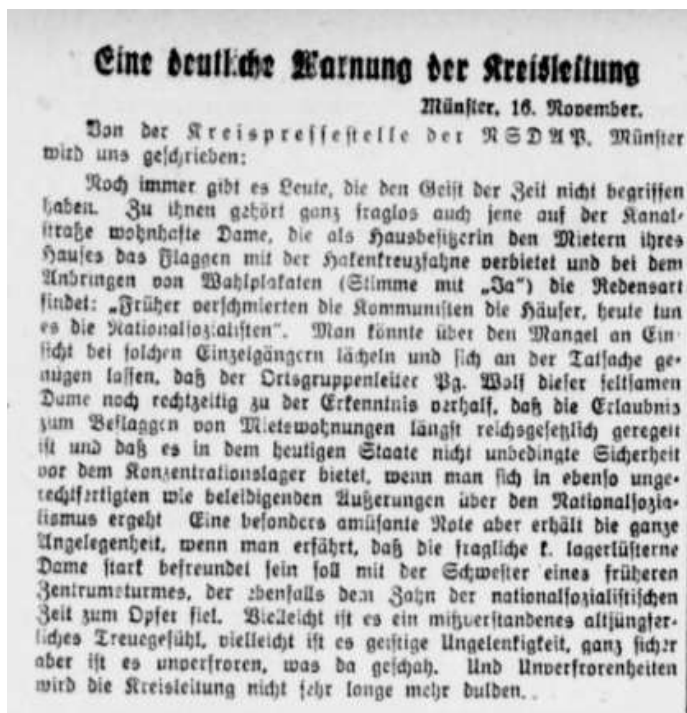 Eine deutliche Warnung der Kreisleitung
Münster, 16. November.
Von der Kreispressestelle der NSDAP. Münster
wird uns geschrieben:
Noch immer gibt es Leute, die den Geist der Zeit nicht begriffen
haben. Zu ihnen gehört ganz fraglos auch jene auf der Kanal-
straße wohnhafte Dame, die als Hausbesitzerin den Mietern ihres
Hauses das Flaggen mit der Hakenkreuzfahne verbietet und bei dem
Anbringen von Wahlplakaten (Stimme mit „Ja“) die Redensart
findet: „Früher verschmierten die Kommunisten die Häuser, heute tun
es die Nationalsozialisten“. Man könnte über den Mangel an Ein-
sicht bei solchen Einzelgängern lächeln und sich an der Tatsache ge-
nügen lassen, daß der Ortsgruppenleiter Pg. Wolf dieser seltsamen
Dame noch rechtzeitig zu der Erkenntnis verhalf, daß die Erlaubnis
zum Beflaggen von Mietswohnungen längst reichsgesetzlich geregelt
ist und daß es in dem heutigen Staate nicht unbedingte Sicherheit
vor dem Konzentrationslager bietet, wenn man sich in ebenso unge-
rechtfertigten wie beleidigenden Äußerungen über den Nationalsozia-
lismus ergeht Eine besonders amüsante Note aber erhält die ganze
Angelegenheit, wenn man erfährt, daß die fragliche k. lagerlüsterne
Dame stark befreundet sein soll mit der Schwester eines früheren
Zentrumsturmes, der ebenfalls dem Zahn der nationalsozialistischen
Zeit zum Opfer fiel. Vielleicht ist es ein mißverstandenes altjüngfer-
liches Treuegefühl, vielleicht ist es geistige Ungelenkigkeit, ganz sicher
aber ist es unverfroren, was da geschah. Und Unverfrorenheiten
wird die Kreisleitung nicht sehr lange mehr dulden.